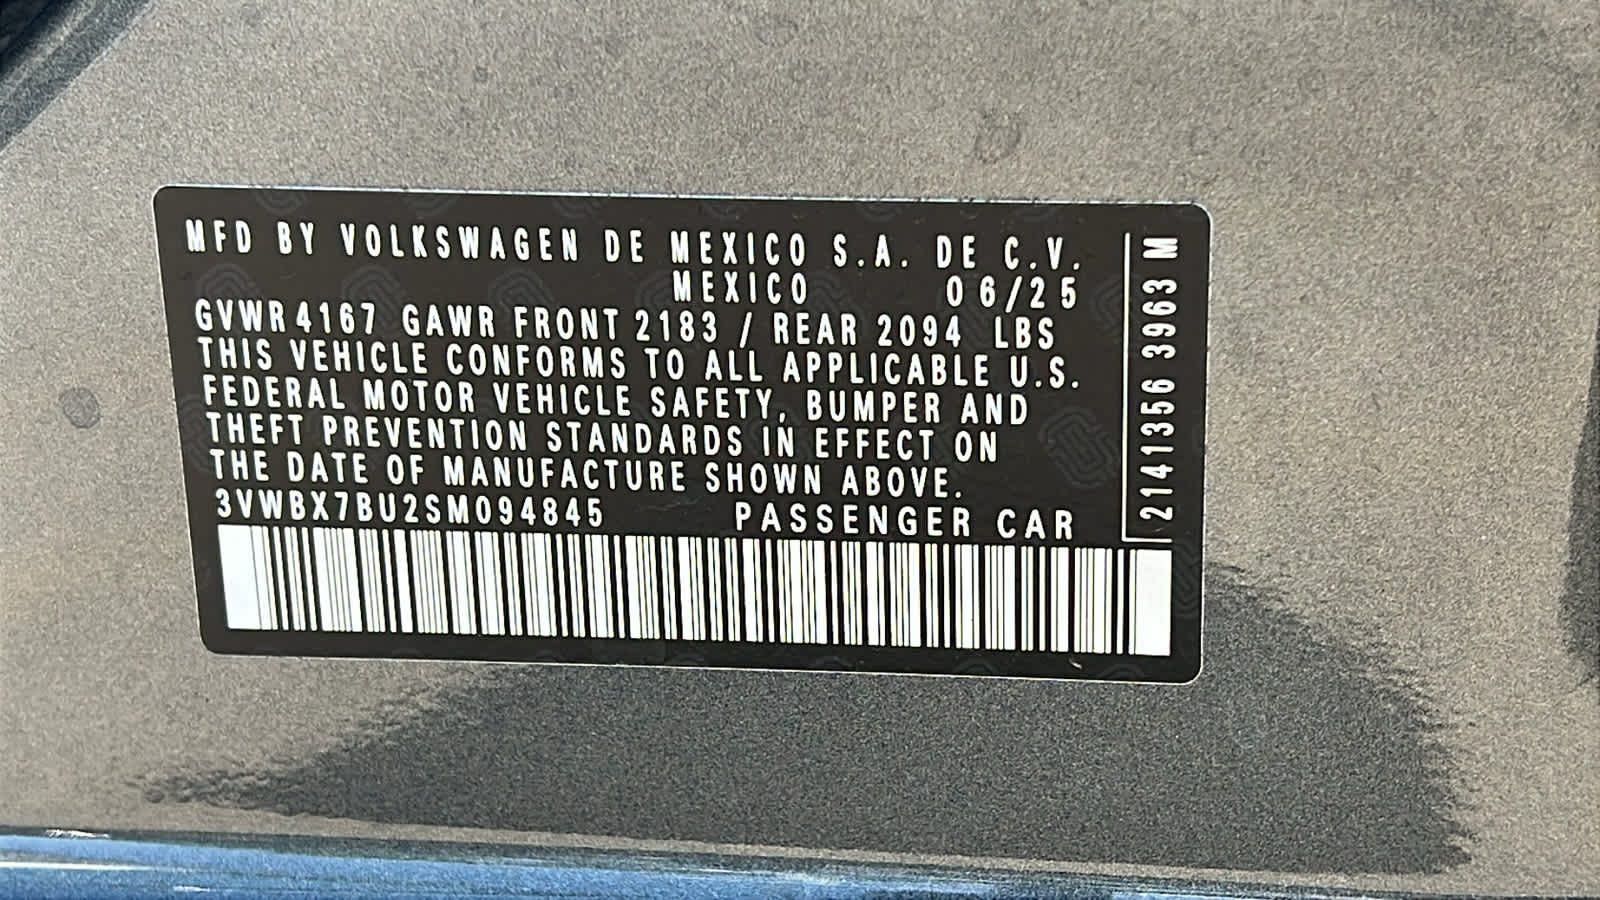 MFD BY VOLKSWAGEN DE MEXICO S.A. DE C.V.
MEXICO 06/25
GVWR 4167 GAWR FRONT 2183 / REAR 2094 LBS
THIS VEHICLE CONFORMS TO ALL APPLICABLE U.S.
FEDERAL MOTOR VEHICLE SAFETY, BUMPER AND
THEFT PREVENTION STANDARDS IN EFFECT ON
THE DATE OF MANUFACTURE SHOWN ABOVE.
3VWBX7BU2SM094845 PASSENGER CAR
2141356 3963 M